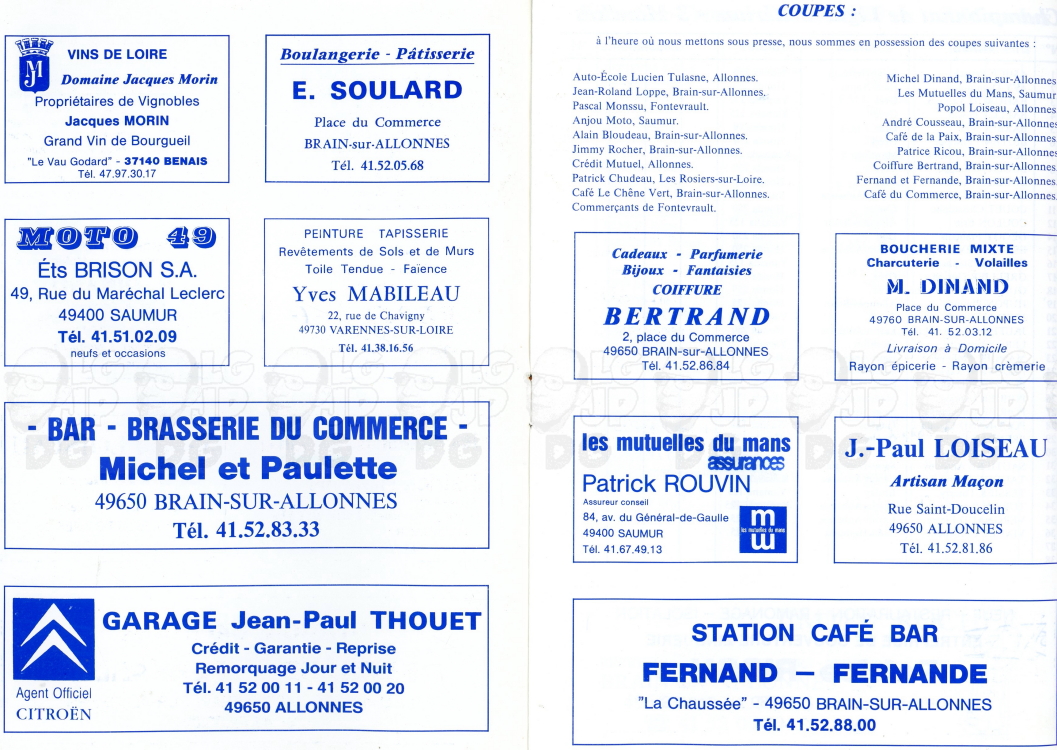 VINS DE LOIRE
Domaine Jacques Morin
Propriétaires de Vignobles
Jacques MORIN
Grand Vin de Bourgueil
"Le Vau Godard" - 37140 BENAIS
Tél. 47.97.30.17
Boulangerie - Pâtisserie
E. SOULARD
Place du Commerce
BRAIN-sur-ALLONNES
Tél. 41.52.05.68
MOTO 49
Éts BRISON S.A.
49, Rue du Maréchal Leclerc
49400 SAUMUR
Tél. 41.51.02.09
neufs et occasions
PEINTURE TAPISSERIE
Revêtements de Sols et de Murs
Toile Tendue - Faïence
Yves MABILEAU
22, rue de Chavigny
49730 VARENNES-SUR-LOIRE
Tél. 41.38.16.56
- BAR - BRASSERIE DU COMMERCE -
Michel et Paulette
49650 BRAIN-SUR-ALLONNES
Tél. 41.52.83.33
GARAGE Jean-Paul THOUET
Crédit - Garantie - Reprise
Remorquage Jour et Nuit
Tél. 41 52 00 11 - 41 52 00 20
49650 ALLONNES
Agent Officiel
CITROËN
COUPES :
à l'heure où nous mettons sous presse, nous sommes en possession des coupes suivantes :
Auto-École Lucien Tulasne, Allonnes.
Jean-Roland Loppe, Brain-sur-Allonnes.
Pascal Monssu, Fontevrault.
Anjou Moto, Saumur.
Alain Bloudeau, Brain-sur-Allonnes.
Jimmy Rocher, Brain-sur-Allonnes.
Crédit Mutuel, Allonnes.
Patrick Chudeau, Les Rosiers-sur-Loire.
Café Le Chêne Vert, Brain-sur-Allonnes.
Commerçants de Fontevrault.
Michel Dinand, Brain-sur-Allonnes
Les Mutuelles du Mans, Saumur
Popol Loiseau, Allonnes
André Cousseau, Brain-sur-Allonnes
Café de la Paix, Brain-sur-Allonnes.
Patrice Ricou, Brain-sur-Allonnes
Coiffure Bertrand, Brain-sur-Allonnes.
Fernand et Fernande, Brain-sur-Allonnes.
Café du Commerce, Brain-sur-Allonnes.
Cadeaux - Parfumerie
Bijoux - Fantaisies
COIFFURE
BERTRAND
2, place du Commerce
49650 BRAIN-sur-ALLONNES
Tél. 41.52.86.84
BOUCHERIE MIXTE
Charcuterie - Volailles
M. DINAND
Place du Commerce
49760 BRAIN-SUR-ALLONNES
Tél. 41. 52.03.12
Livraison à Domicile
Rayon épicerie - Rayon crèmerie
les mutuelles du mans
assurances
Patrick ROUVIN
Assureur conseil
84, av. du Général-de-Gaulle
49400 SAUMUR
Tél. 41.67.49.13
les mutuelles du mans
J.-Paul LOISEAU
Artisan Maçon
Rue Saint-Doucelin
49650 ALLONNES
Tél. 41.52.81.86
STATION CAFÉ BAR
FERNAND — FERNANDE
"La Chaussée" - 49650 BRAIN-SUR-ALLONNES
Tél. 41.52.88.00